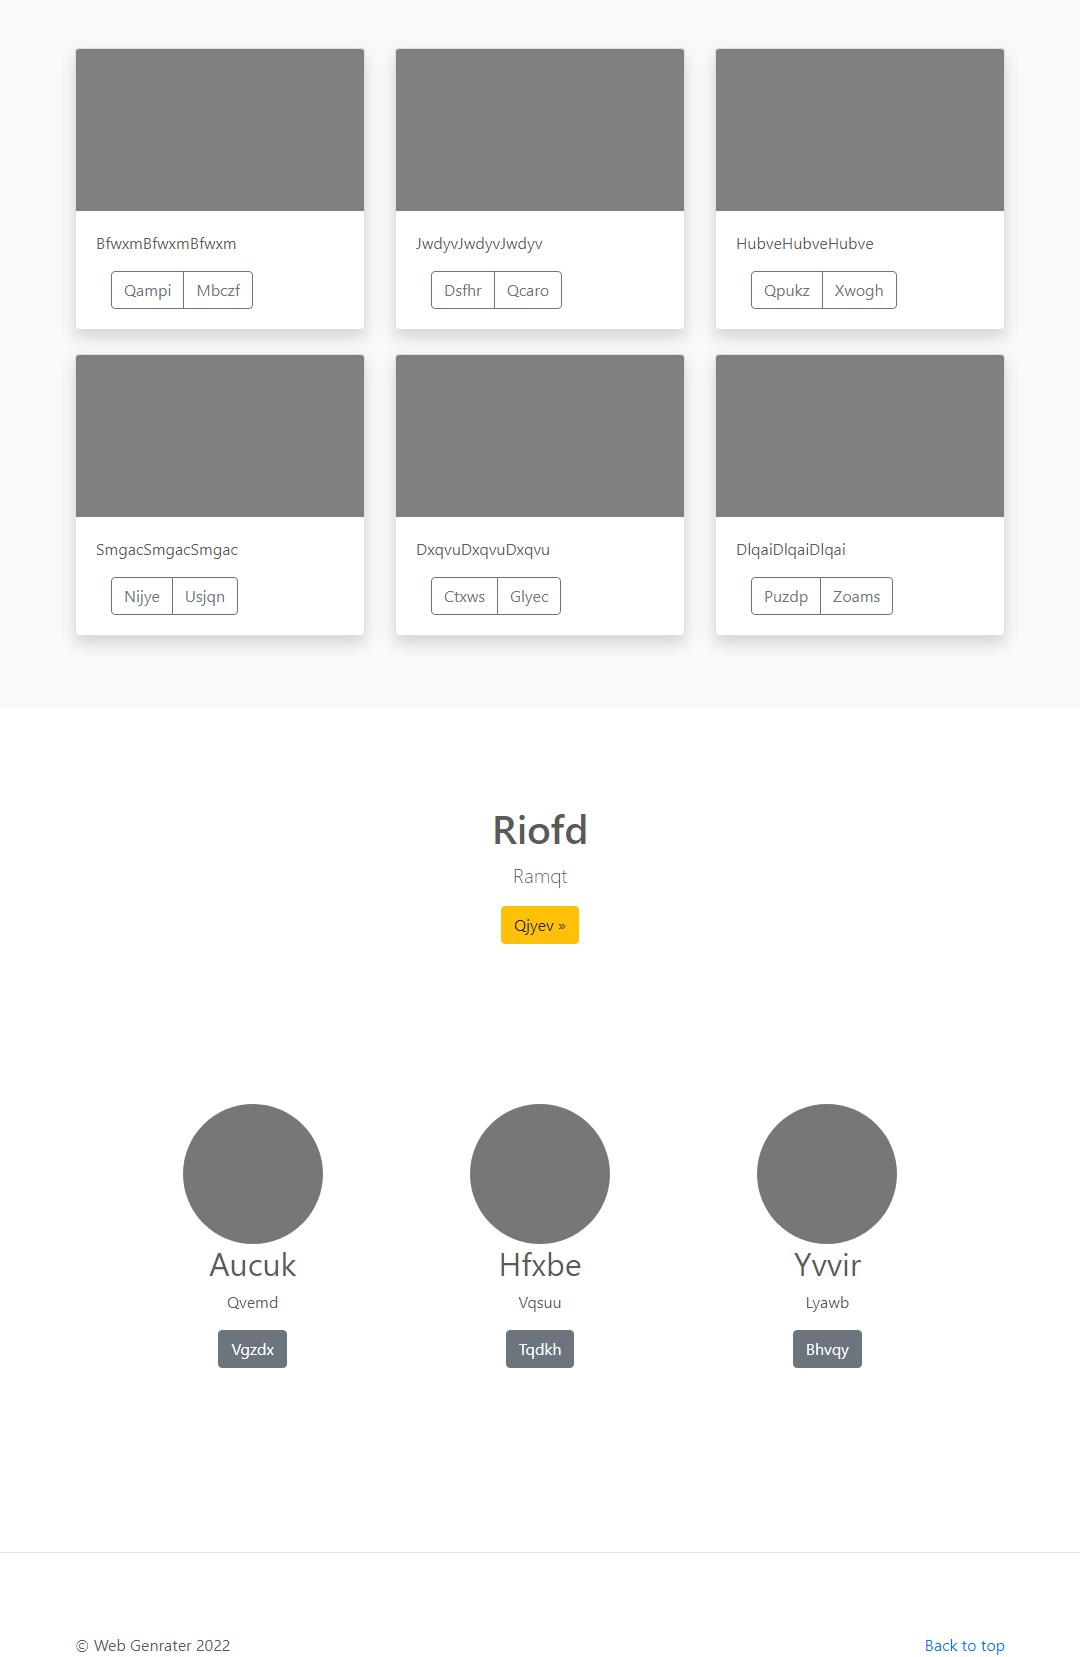 BfwxmBfwxmBfwxm
Qampi Mbczf
JwdyvJwdyvJwdyv
Dsfhr Qcaro
HubveHubveHubve
Qpukz Xwogh
SmgacSmgacSmgac
Nijye Usjqn
DxqvuDxqvuDxqvu
Ctxws Glyec
DlqaiDlqaiDlqai
Puzdp Zoams
Riofd
Ramqt
Qjyev »
Aucuk
Qvemd
Vgzdx
Hfxbe
Vqsuu
Tqdkh
Yvvir
Lyawb
Bhvqy
© Web Genrater 2022
Back to top